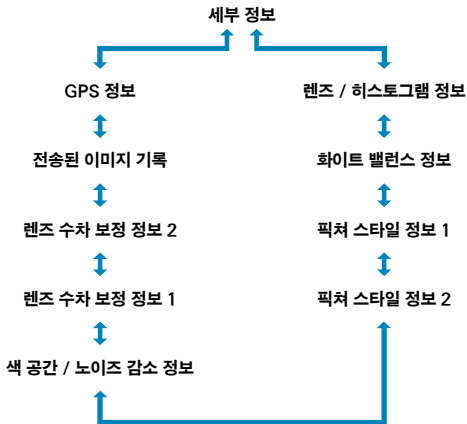 세부 정보
GPS 정보
렌즈 / 히스토그램 정보
전송된 이미지 기록
화이트 밸런스 정보
렌즈 수차 보정 정보 2
픽쳐 스타일 정보 1
렌즈 수차 보정 정보 1
픽쳐 스타일 정보 2
색 공간 / 노이즈 감소 정보